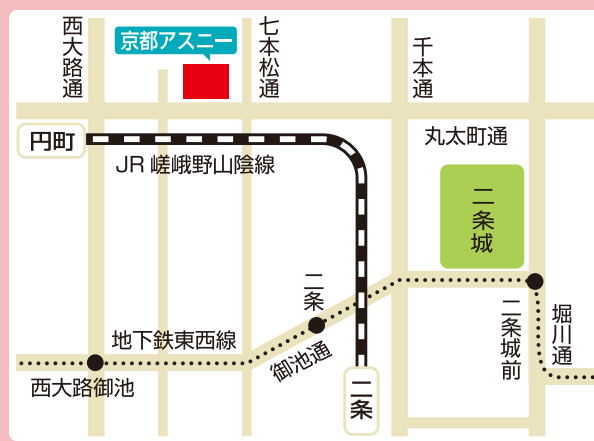 西大路通
京都アスニー
七本松通
千本通
円町
丸太町通
JR 嵯峨野山陰線
二条城
二条
地下鉄東西線
御池通
二条城前
堀川通
西大路御池
二条